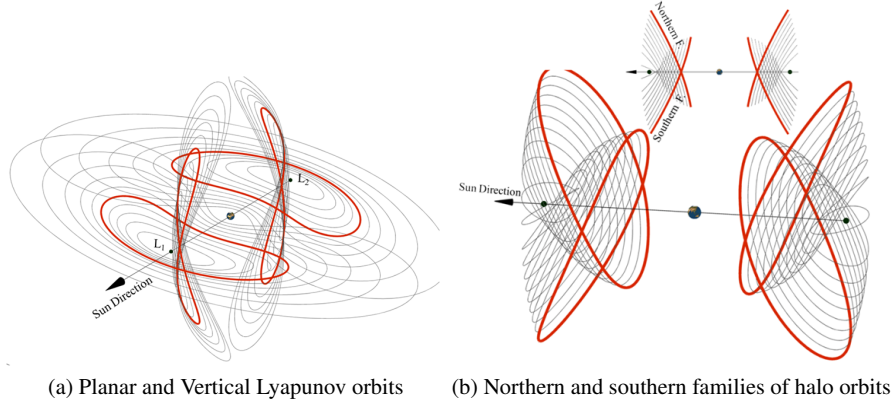 L₂
L₁
Sun Direction
(a) Planar and Vertical Lyapunov orbits
Northern F.
Southern F.
Sun Direction
(b) Northern and southern families of halo orbits